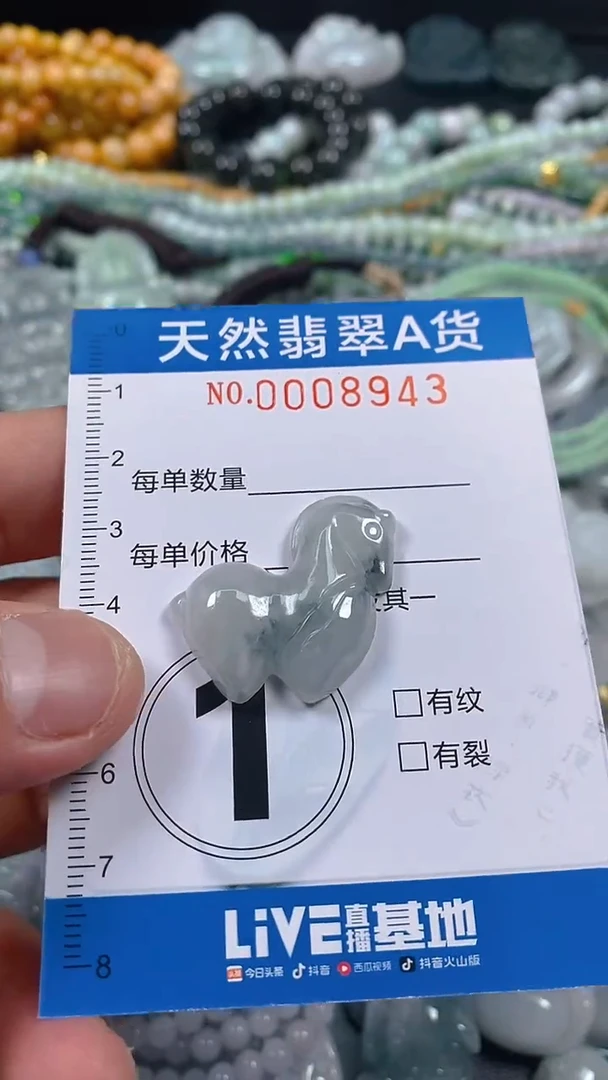 天然翡翠A货
NO.0008943
每单数量
每单价格
其一
1
□有纹
□有裂
0
1
2
3
4
6
7
8
LiVE直播基地
今日头条 抖音 西瓜视频 抖音火山版